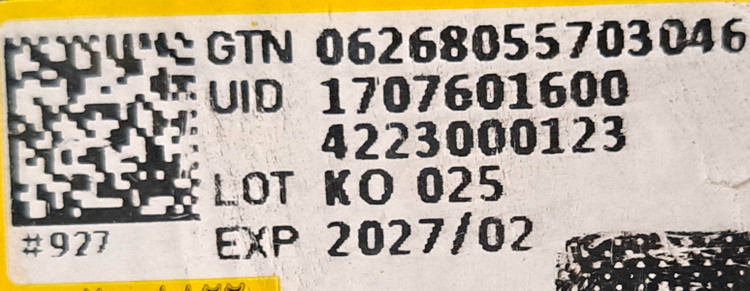 GTN 06268055703046
UID 1707601600
4223000123
LOT KO 025
#927
EXP 2027/02